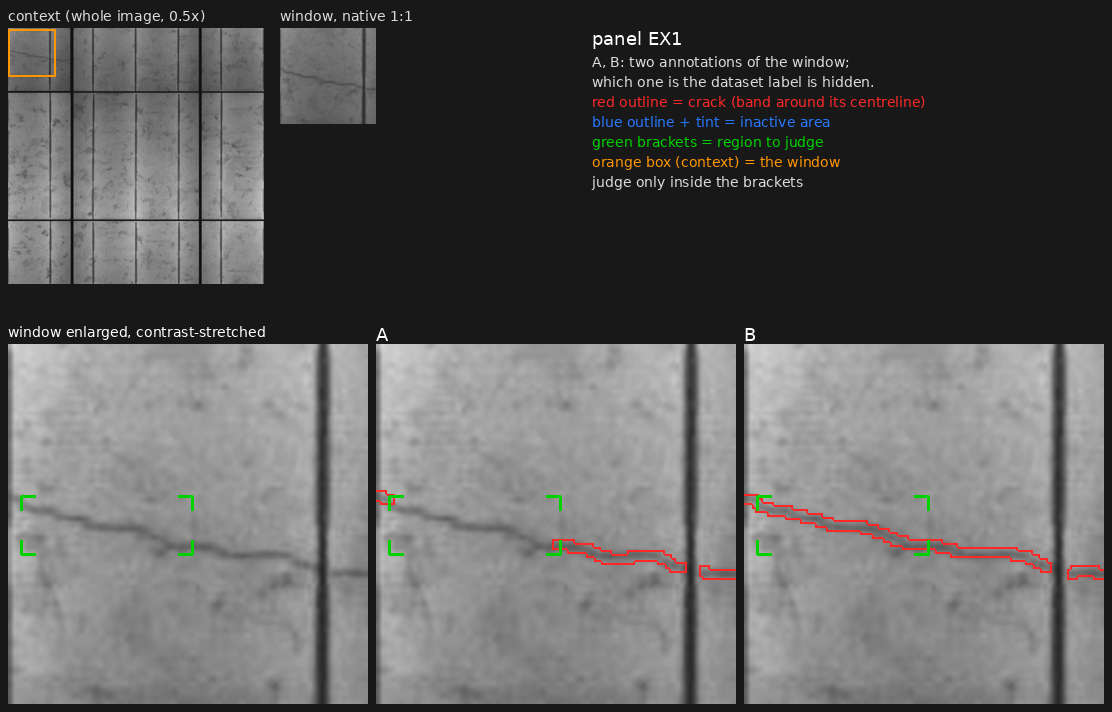 context (whole image, 0.5x)
window, native 1:1
panel EX1
A, B: two annotations of the window;
which one is the dataset label is hidden.
red outline = crack (band around its centreline)
blue outline + tint = inactive area
green brackets = region to judge
orange box (context) = the window
judge only inside the brackets
window enlarged, contrast-stretched
A
B